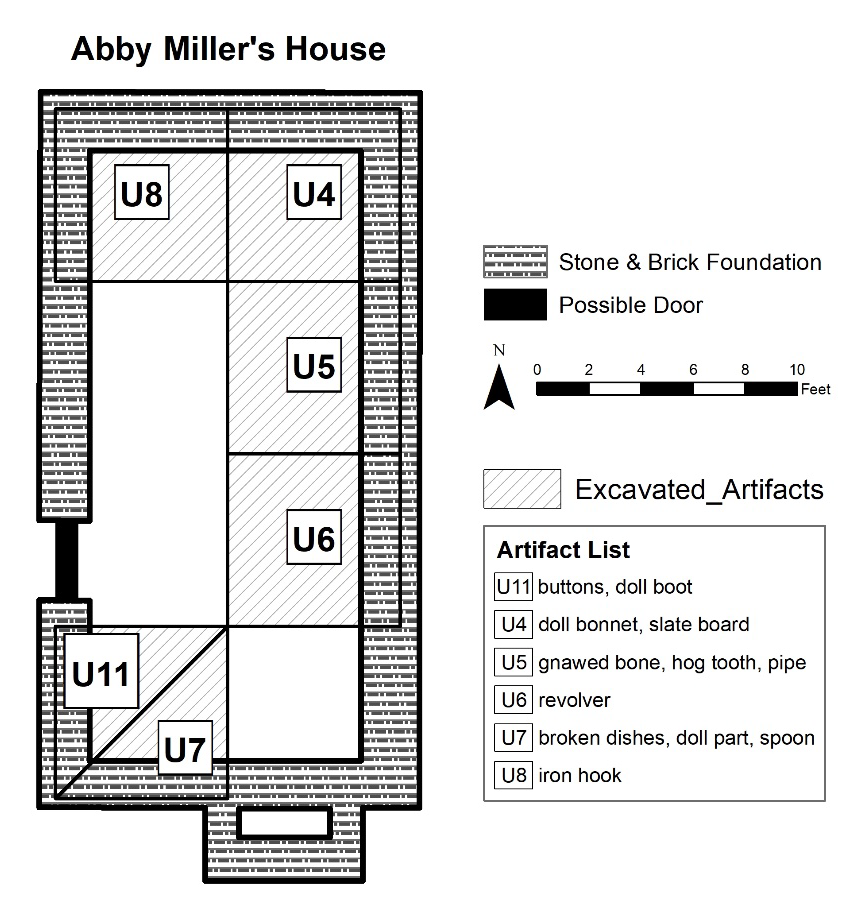 Abby Miller's House
U8
U4
U5
U6
U11
U7
Stone & Brick Foundation
Possible Door
N
0 2 4 6 8 10
Feet
Excavated_Artifacts
Artifact List
U11 buttons, doll boot
U4 doll bonnet, slate board
U5 gnawed bone, hog tooth, pipe
U6 revolver
U7 broken dishes, doll part, spoon
U8 iron hook